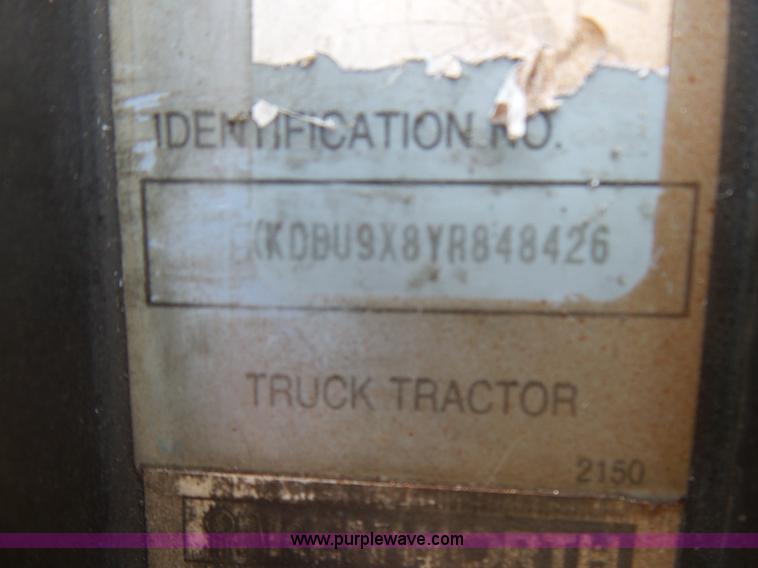 IDENTIFICATION NO.
XKDBU9X8YR848426
TRUCK TRACTOR
2150
www.purplewave.com